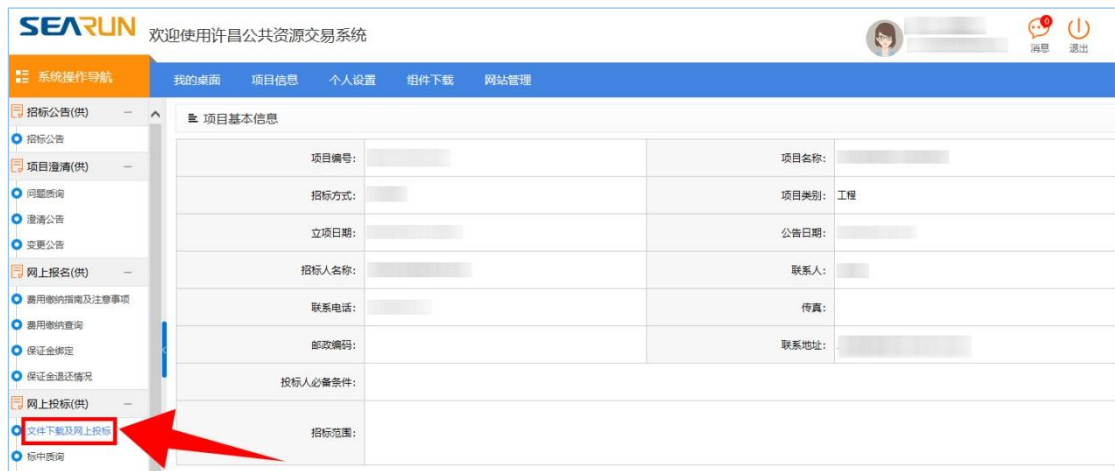 SEARUN 欢迎使用许昌公共资源交易系统
消息 退出
系统操作导航 我的桌面 项目信息 个人设置 组件下载 网站管理
招标公告(供)
招标公告
项目澄清(供)
问题质询
澄清公告
变更公告
网上报名(供)
费用缴纳指南及注意事项
费用缴纳查询
保证金绑定
保证金退还情况
网上投标(供)
文件下载及网上投标
标中质询
项目基本信息
项目编号: 项目名称:
招标方式: 项目类别: 工程
立项日期: 公告日期:
招标人名称: 联系人:
联系电话: 传真:
邮政编码: 联系地址:
投标人必备条件:
招标范围: